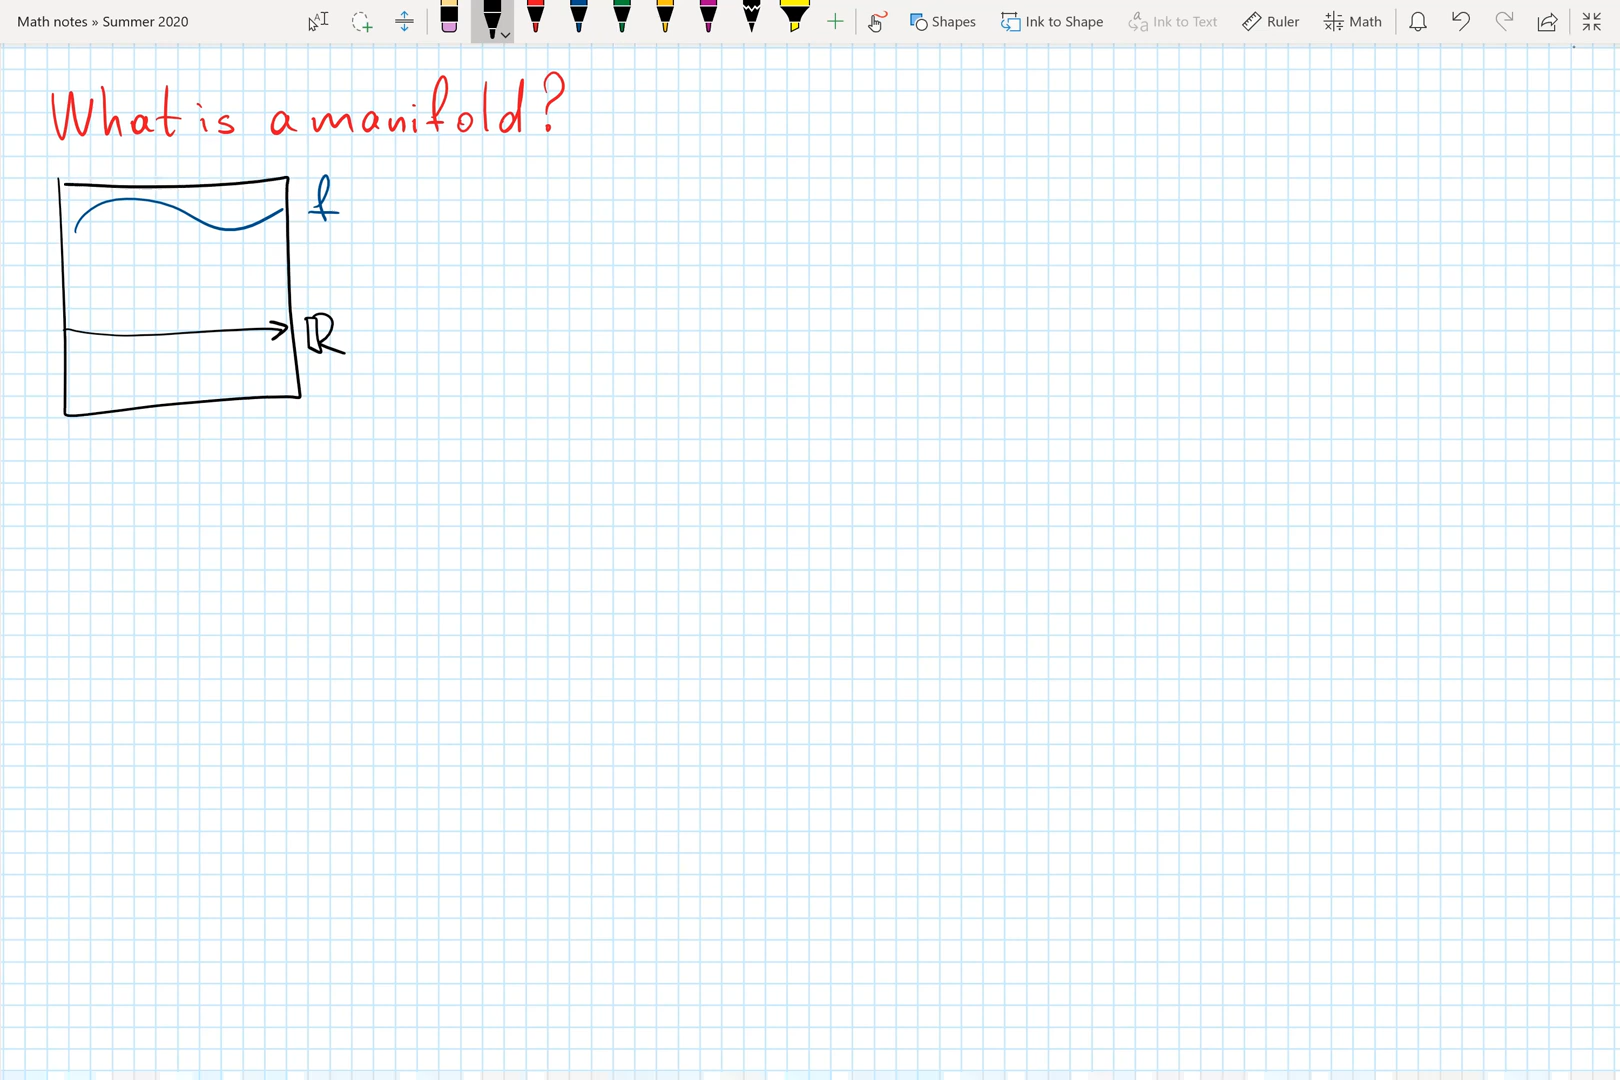 Math notes » Summer 2020 Shapes Ink to Shape Ink to Text Ruler Math
What is a manifold?
f
ℝ